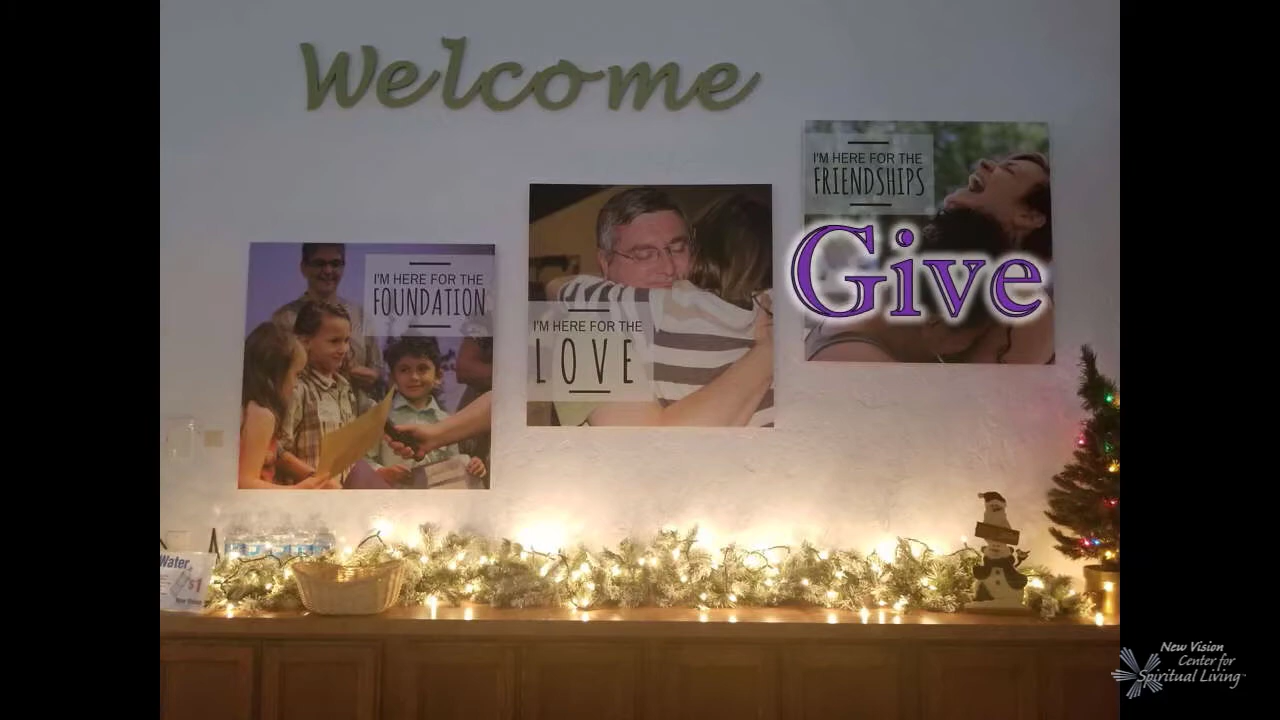 Welcome
I'M HERE FOR THE
FRIENDSHIPS
Give
I'M HERE FOR THE
FOUNDATION
I'M HERE FOR THE
LOVE
Water
$1
New Vision
Center for
Spiritual Living